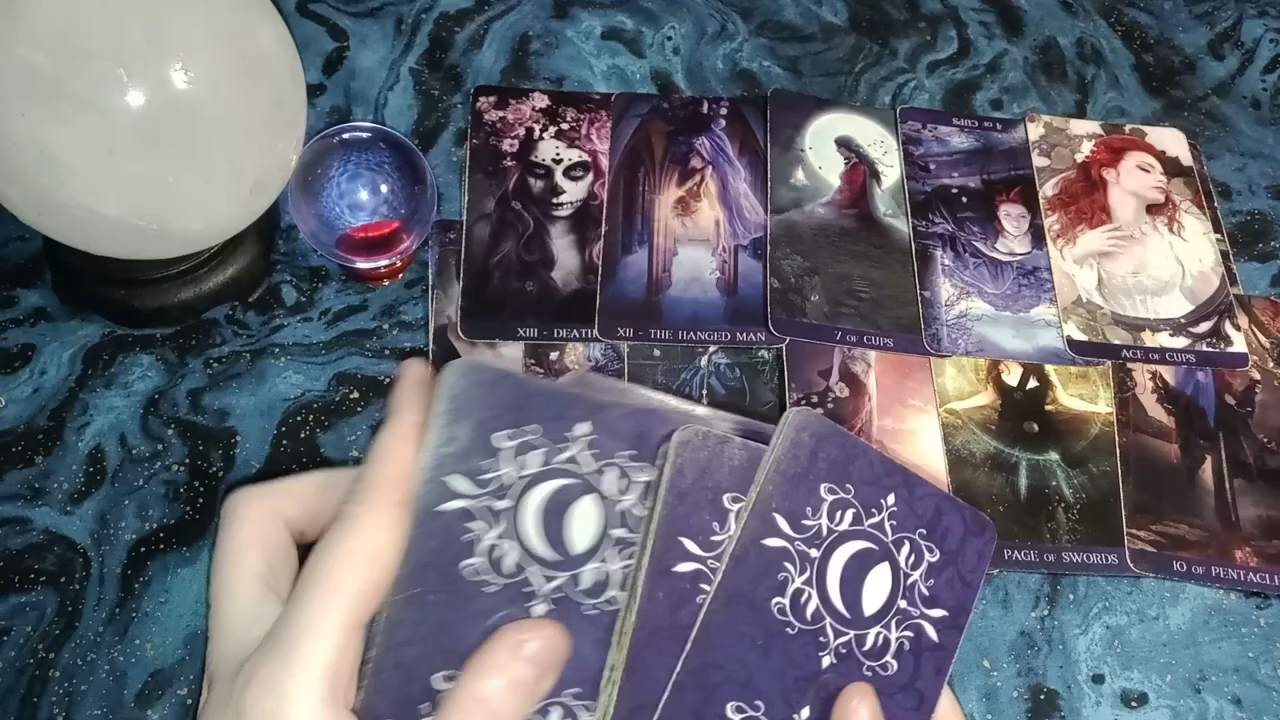 XIII - DEATH
XII - THE HANGED MAN
7 OF CUPS
4 OF CUPS
ACE OF CUPS
PAGE OF SWORDS
10 OF PENTACLE